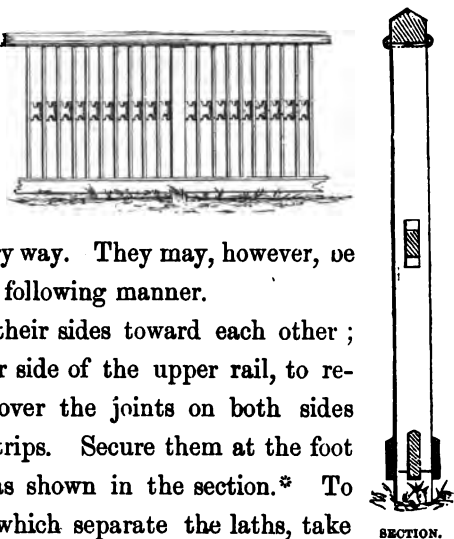 ry way. They may, however, be
following manner.
their sides toward each other ;
r side of the upper rail, to re-
over the joints on both sides
trips. Secure them at the foot
as shown in the section.* To
which separate the laths, take
SECTION.